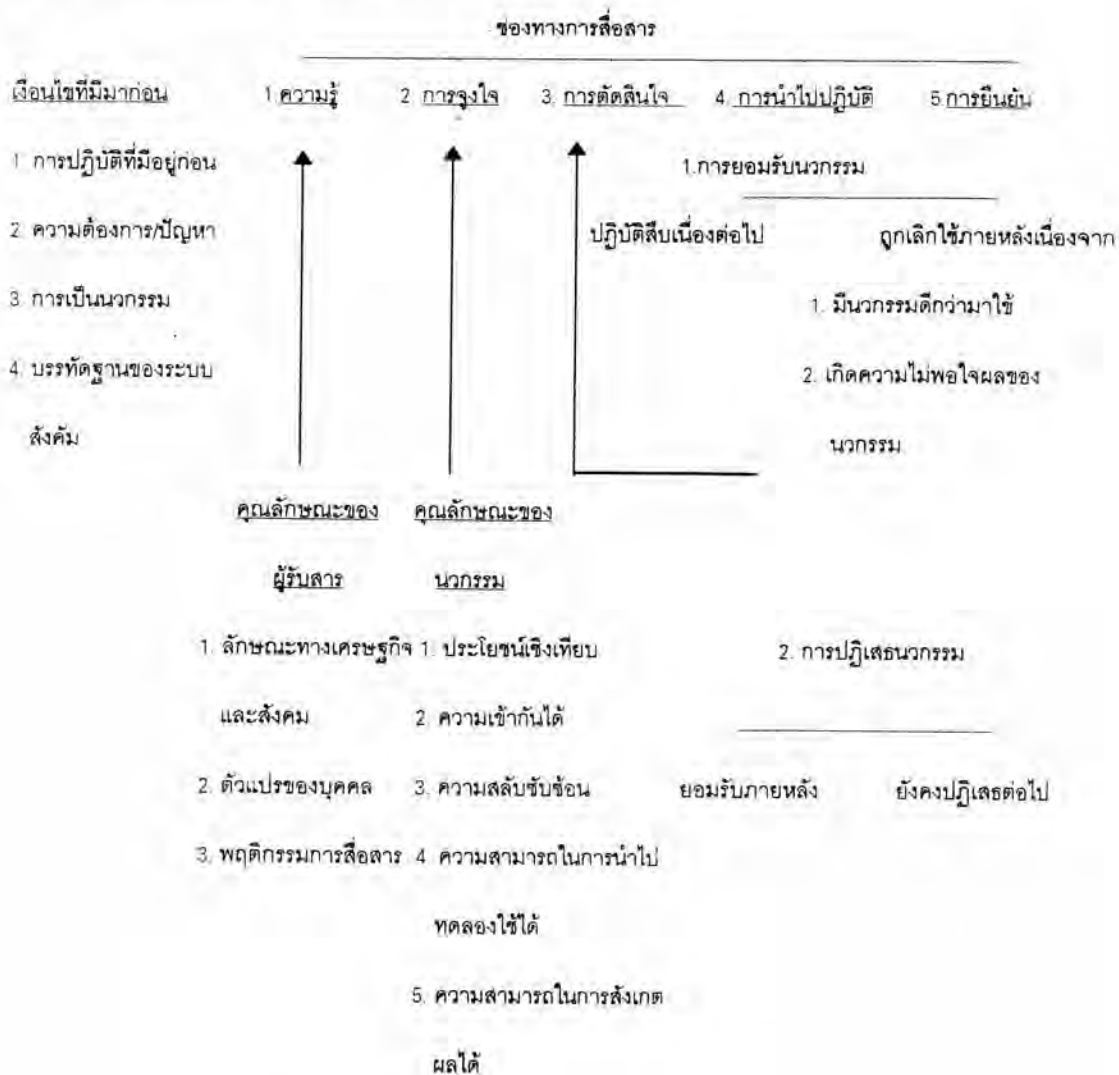 ช่องทางการสื่อสาร
เงื่อนไขที่มีมาก่อน 1 ความรู้ 2 การจูงใจ 3. การตัดสินใจ 4. การนำไปปฏิบัติ 5.การยืนยัน
1 การปฏิบัติที่มีอยู่ก่อน 1.การยอมรับนวกรรม
2 ความต้องการ/ปัญหา ปฏิบัติสืบเนื่องต่อไป ถูกเลิกใช้ภายหลังเนื่องจาก
3 การเป็นนวกรรม 1. มีนวกรรมดีกว่ามาใช้
4. บรรทัดฐานของระบบ 2. เกิดความไม่พอใจผลของ
สังคัม นวกรรม
คุณลักษณะของ คุณลักษณะของ
ผู้รับสาร นวกรรม
1. ลักษณะทางเศรษฐกิจ 1. ประโยชน์เชิงเทียบ 2. การปฏิเสธนวกรรม
และสังคม 2. ความเข้ากันได้
2. ตัวแปรของบุคคล 3. ความสลับซับซ้อน ยอมรับภายหลัง ยังคงปฏิเสธต่อไป
3. พฤติกรรมการสื่อสาร 4 ความสามารถในการนำไป
ทดลองใช้ได้
5. ความสามารถในการสังเกต
ผลได้